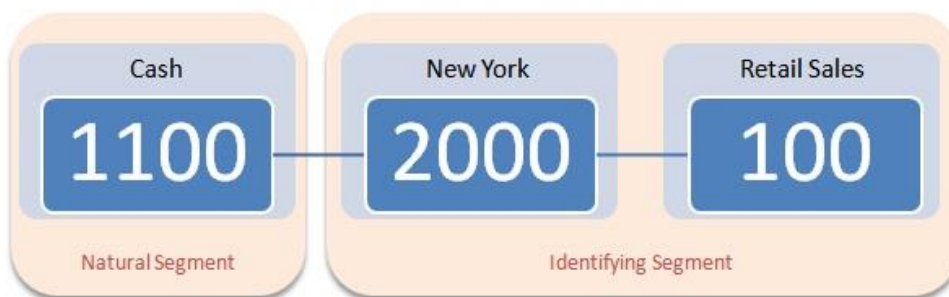 Cash
New York
Retail Sales
1100
2000
100
Natural Segment
Identifying Segment